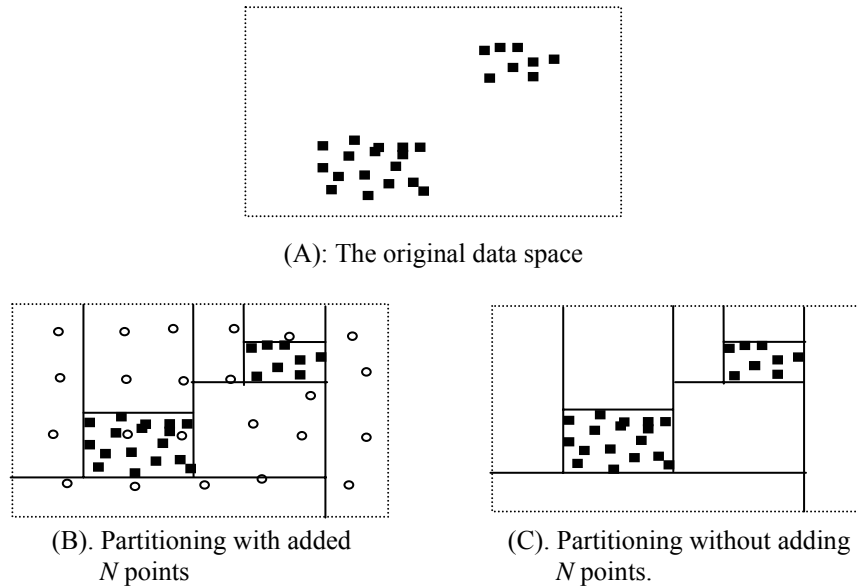 (A): The original data space
(B). Partitioning with added
N points
(C). Partitioning without adding
N points.